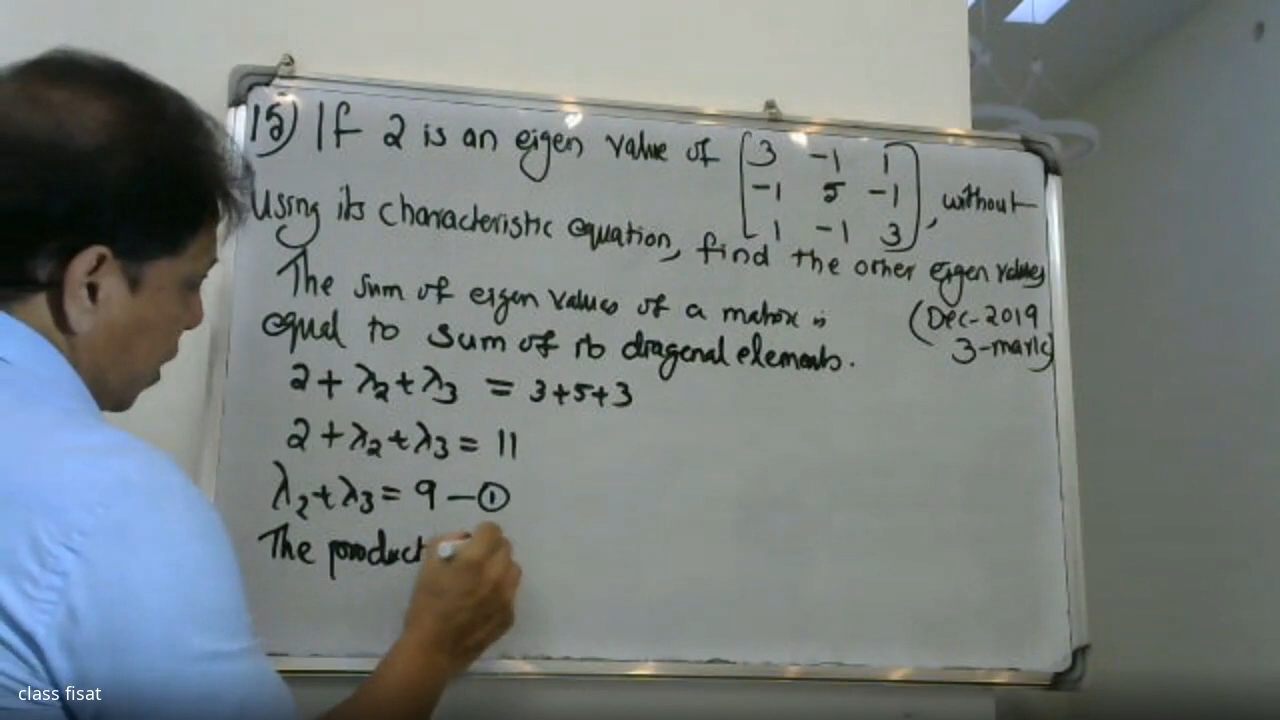 15) If 2 is an eigen value of [3 -1 1
-1 5 -1
1 -1 3], without
using its characteristic equation, find the other eigen values
(Dec-2019
3-mark)
The sum of eigen values of a matrix is
equal to sum of its diagonal elements.
2+λ2+λ3 = 3+5+3
2+λ2+λ3 = 11
λ2+λ3 = 9 —①
The product
class fisat